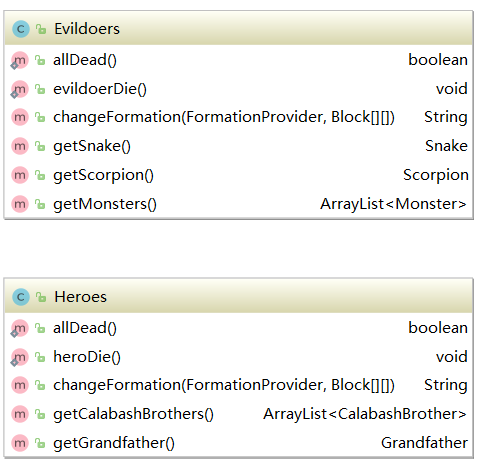 C Evildoers
m allDead() boolean
m evildoerDie() void
m changeFormation(FormationProvider, Block[][]) String
m getSnake() Snake
m getScorpion() Scorpion
m getMonsters() ArrayList<Monster>
C Heroes
m allDead() boolean
m heroDie() void
m changeFormation(FormationProvider, Block[][]) String
m getCalabashBrothers() ArrayList<CalabashBrother>
m getGrandfather() Grandfather